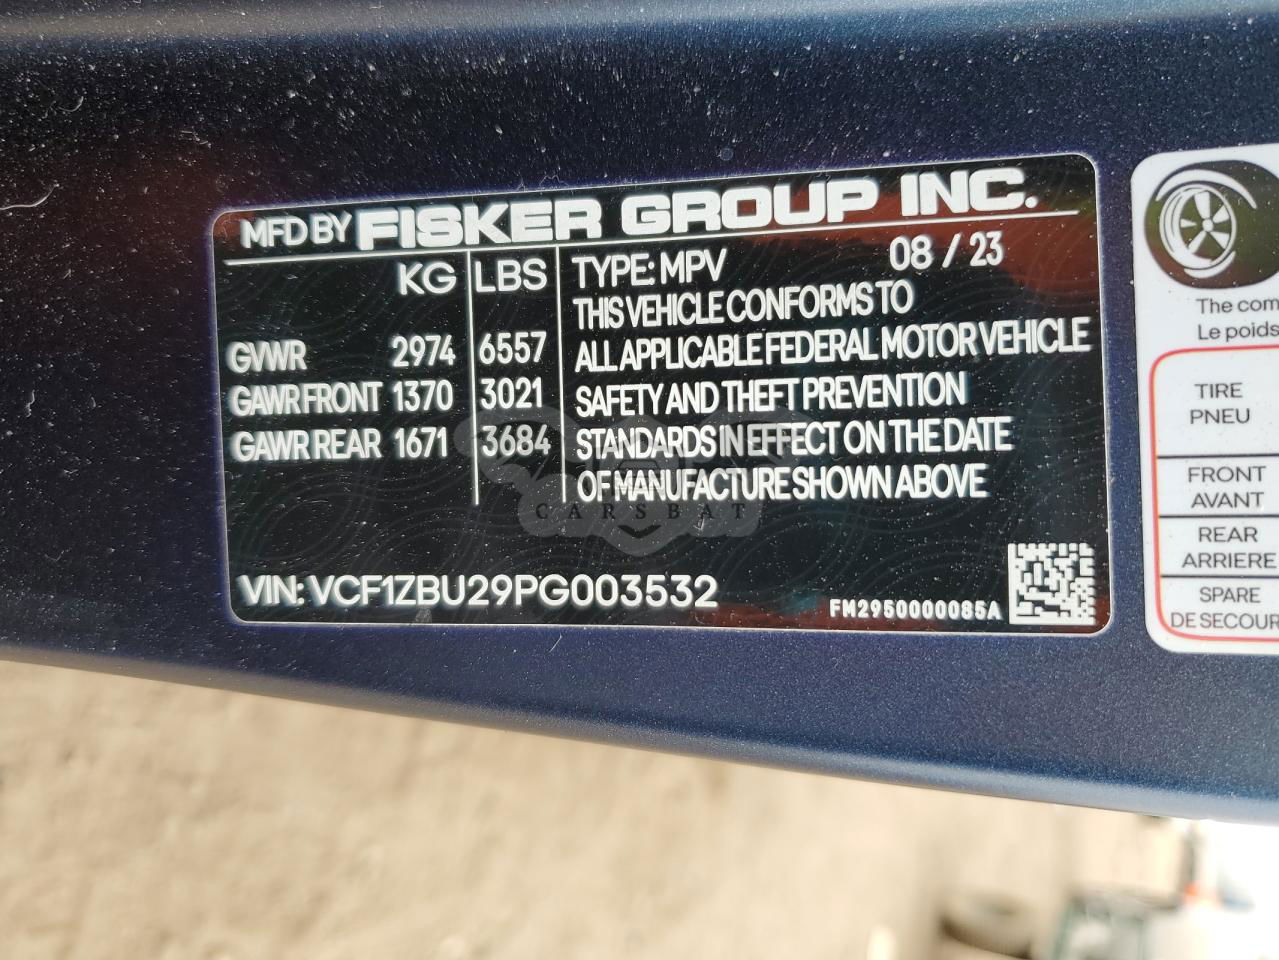 MFD BY FISKER GROUP INC.
KG LBS TYPE: MPV 08 / 23
THIS VEHICLE CONFORMS TO
GVWR 2974 6557 ALL APPLICABLE FEDERAL MOTOR VEHICLE
GAWR FRONT 1370 3021 SAFETY AND THEFT PREVENTION
GAWR REAR 1671 3684 STANDARDS IN EFFECT ON THE DATE
OF MANUFACTURE SHOWN ABOVE
CARSBAT
VIN: VCF1ZBU29PG003532
FM2950000085A
The com
Le poids
TIRE
PNEU
FRONT
AVANT
REAR
ARRIERE
SPARE
DE SECOUR